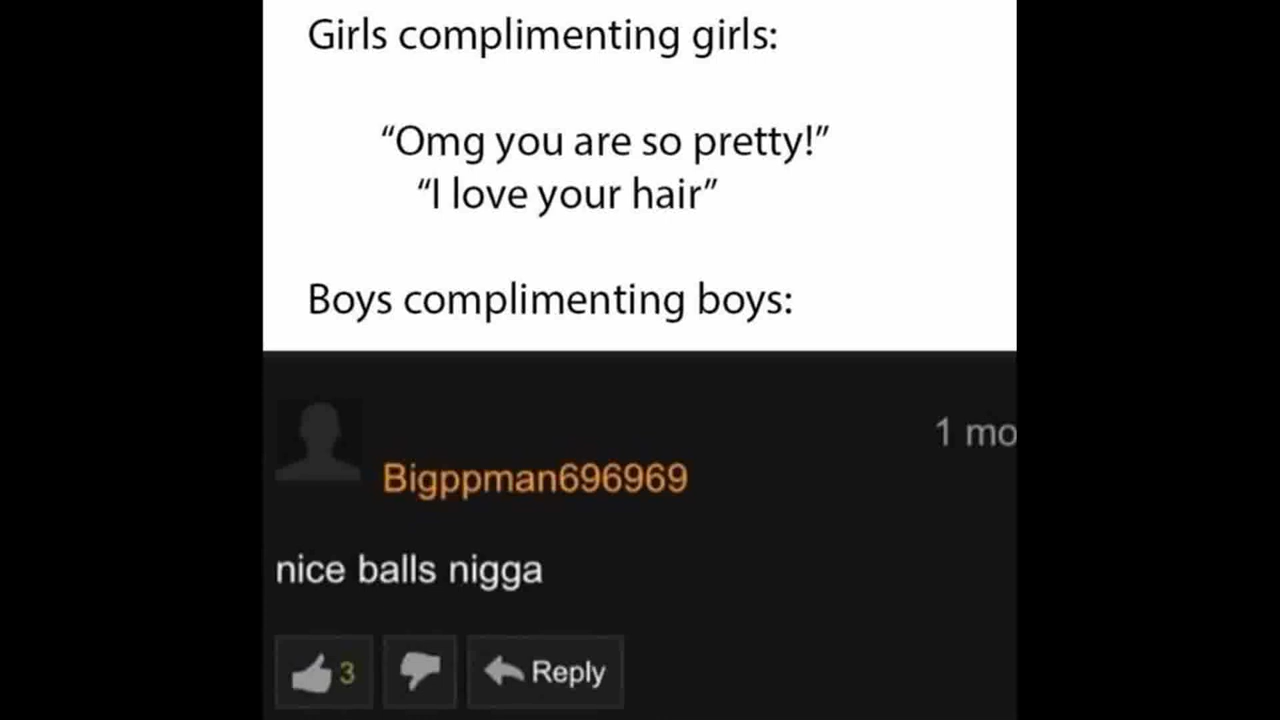 Girls complimenting girls:
“Omg you are so pretty!”
“I love your hair”
Boys complimenting boys:
1 mo
Bigppman696969
nice balls nigga
3
Reply